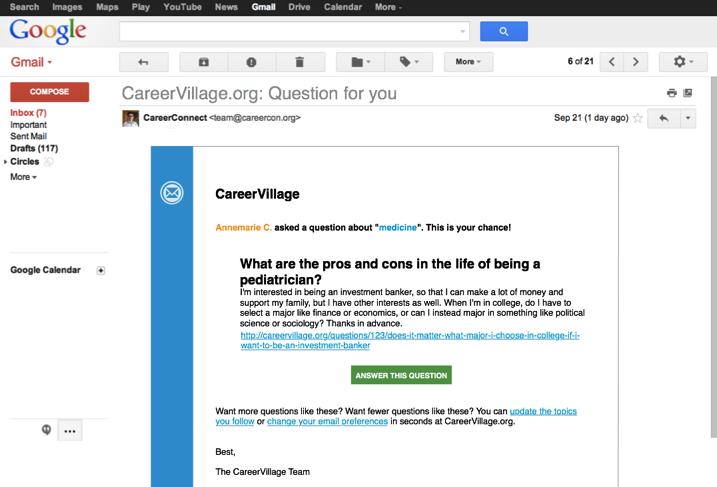 Search Images Maps Play YouTube News Gmail Drive Calendar More
Google
Gmail
More
6 of 21
COMPOSE
CareerVillage.org: Question for you
Inbox (7)
Important
Sent Mail
Drafts (117)
Circles
More
CareerConnect <team@careercon.org>
Sep 21 (1 day ago)
CareerVillage
Annemarie C. asked a question about "medicine". This is your chance!
What are the pros and cons in the life of being a
pediatrician?
I'm interested in being an investment banker, so that I can make a lot of money and
support my family, but I have other interests as well. When I'm in college, do I have to
select a major like finance or economics, or can I instead major in something like political
science or sociology? Thanks in advance.
http://careervillage.org/questions/123/does-it-matter-what-major-i-choose-in-college-if-i-
want-to-be-an-investment-banker
Google Calendar
ANSWER THIS QUESTION
Want more questions like these? Want fewer questions like these? You can update the topics
you follow or change your email preferences in seconds at CareerVillage.org.
Best,
The CareerVillage Team